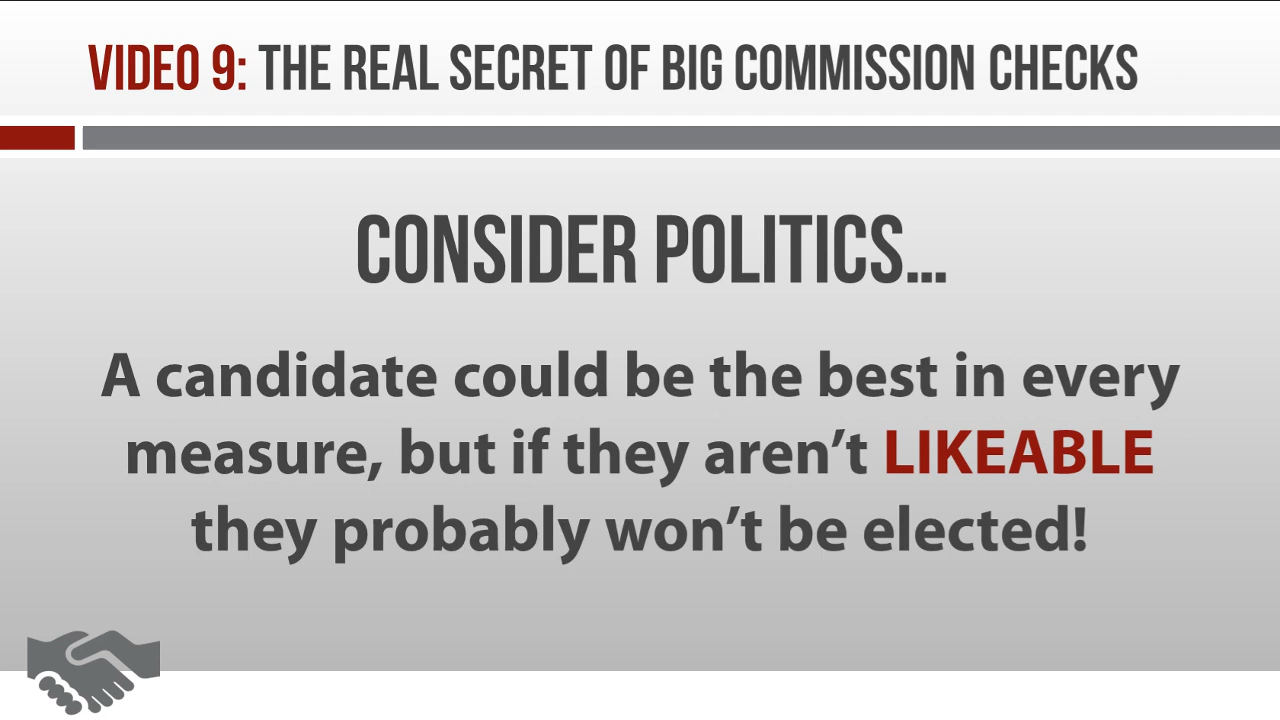 VIDEO 9: THE REAL SECRET OF BIG COMMISSION CHECKS
CONSIDER POLITICS...
A candidate could be the best in every
measure, but if they aren’t LIKEABLE
they probably won’t be elected!